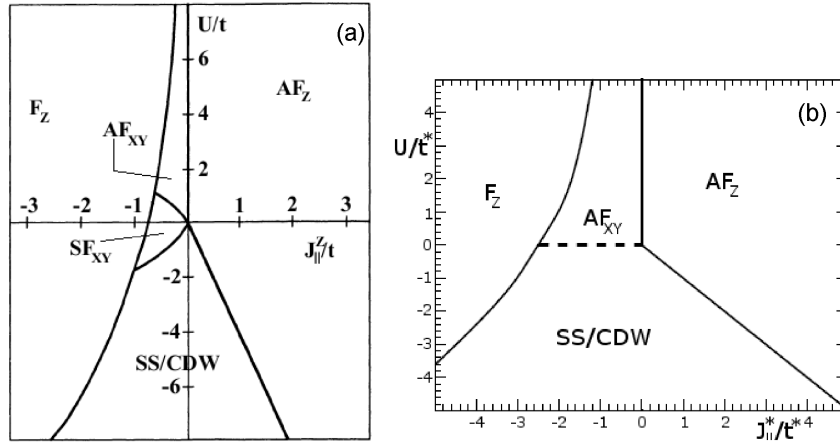 U/t
(a)
6
AF_Z
F_Z
4
AF_XY
2
-3 -2 -1 0 1 2 3
SF_XY
J_||^Z/t
-2
-4
SS/CDW
-6
(b)
4
U/t*
3
2
F_Z
AF_Z
1
AF_XY
0
-1
-2
SS/CDW
-3
-4
-4 -3 -2 -1 0 1 2 3 4
J_||^*/t*